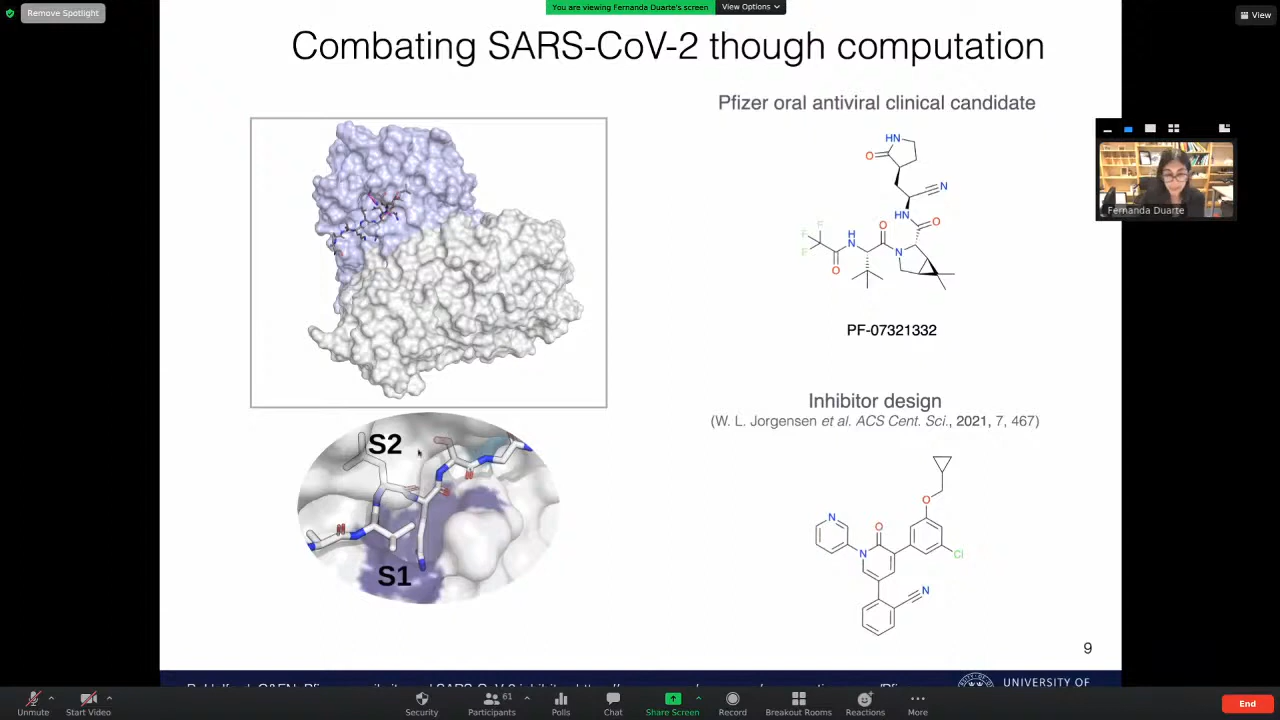 Remove Spotlight
You are viewing Fernanda Duarte's screen
View Options
View
Combating SARS-CoV-2 though computation
Pfizer oral antiviral clinical candidate
HN
O
N
HN
O
O
H
N
N
F
F
F
O
PF-07321332
Fernanda Duarte
Inhibitor design
(W. L. Jorgensen et al. ACS Cent. Sci., 2021, 7, 467)
S2
S1
O
N
O
N
Cl
N
9
UNIVERSITY OF
Unmute
Start Video
Security
Participants
61
Polls
Chat
Share Screen
Record
Breakout Rooms
Reactions
More
End